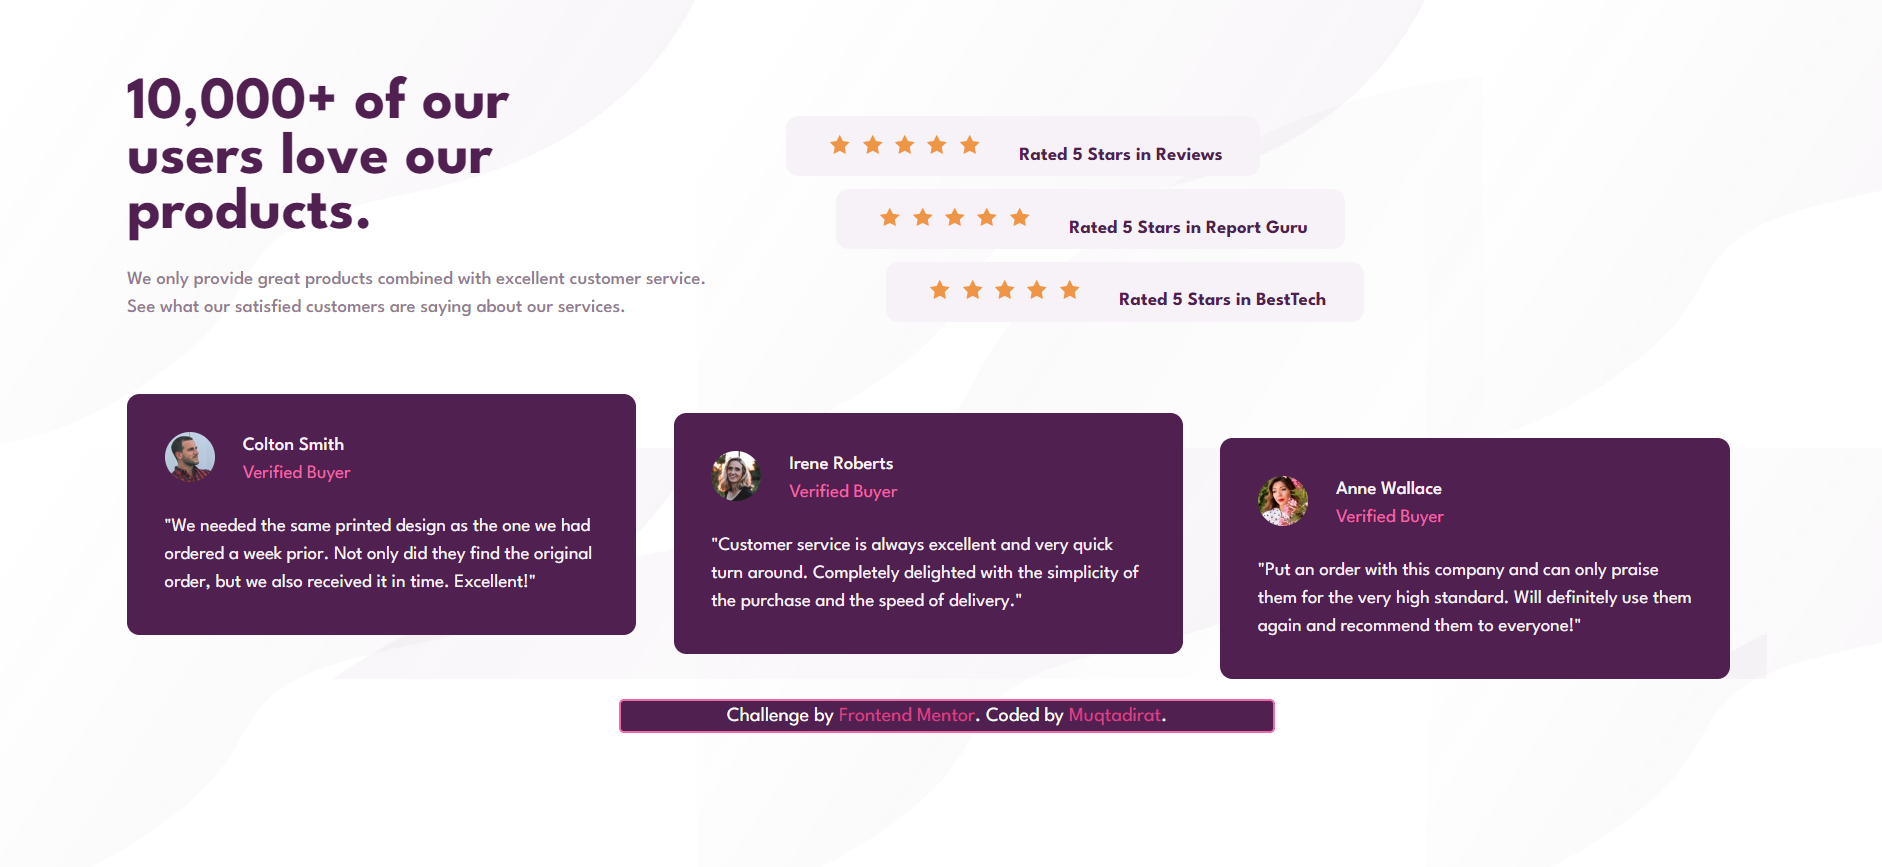 10,000+ of our
users love our
products.
We only provide great products combined with excellent customer service.
See what our satisfied customers are saying about our services.
Rated 5 Stars in Reviews
Rated 5 Stars in Report Guru
Rated 5 Stars in BestTech
Colton Smith
Verified Buyer
"We needed the same printed design as the one we had
ordered a week prior. Not only did they find the original
order, but we also received it in time. Excellent!"
Irene Roberts
Verified Buyer
"Customer service is always excellent and very quick
turn around. Completely delighted with the simplicity of
the purchase and the speed of delivery."
Anne Wallace
Verified Buyer
"Put an order with this company and can only praise
them for the very high standard. Will definitely use them
again and recommend them to everyone!"
Challenge by Frontend Mentor. Coded by Muqtadirat.